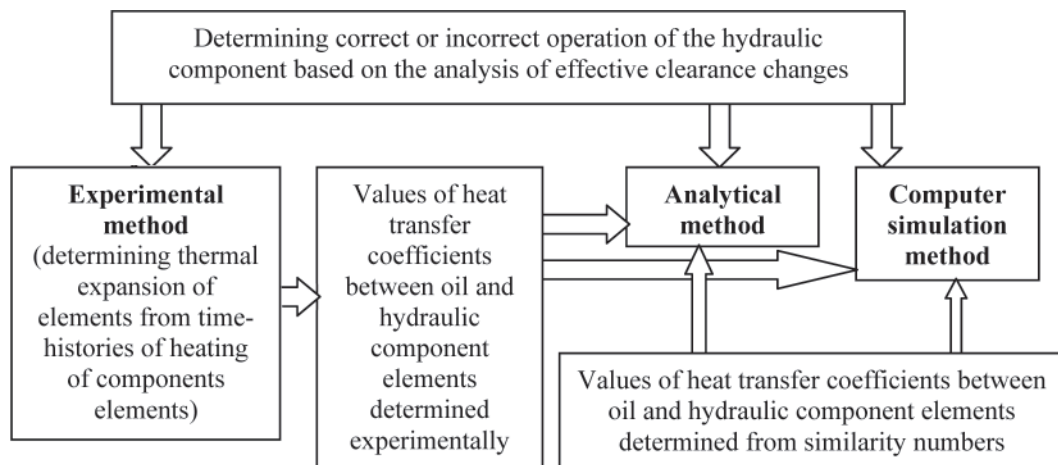 Determining correct or incorrect operation of the hydraulic
component based on the analysis of effective clearance changes
Experimental
method
(determining thermal
expansion of
elements from time-
histories of heating
of components
elements)
Values of heat
transfer
coefficients
between oil and
hydraulic
component
elements
determined
experimentally
Analytical
method
Computer
simulation
method
Values of heat transfer coefficients between
oil and hydraulic component elements
determined from similarity numbers